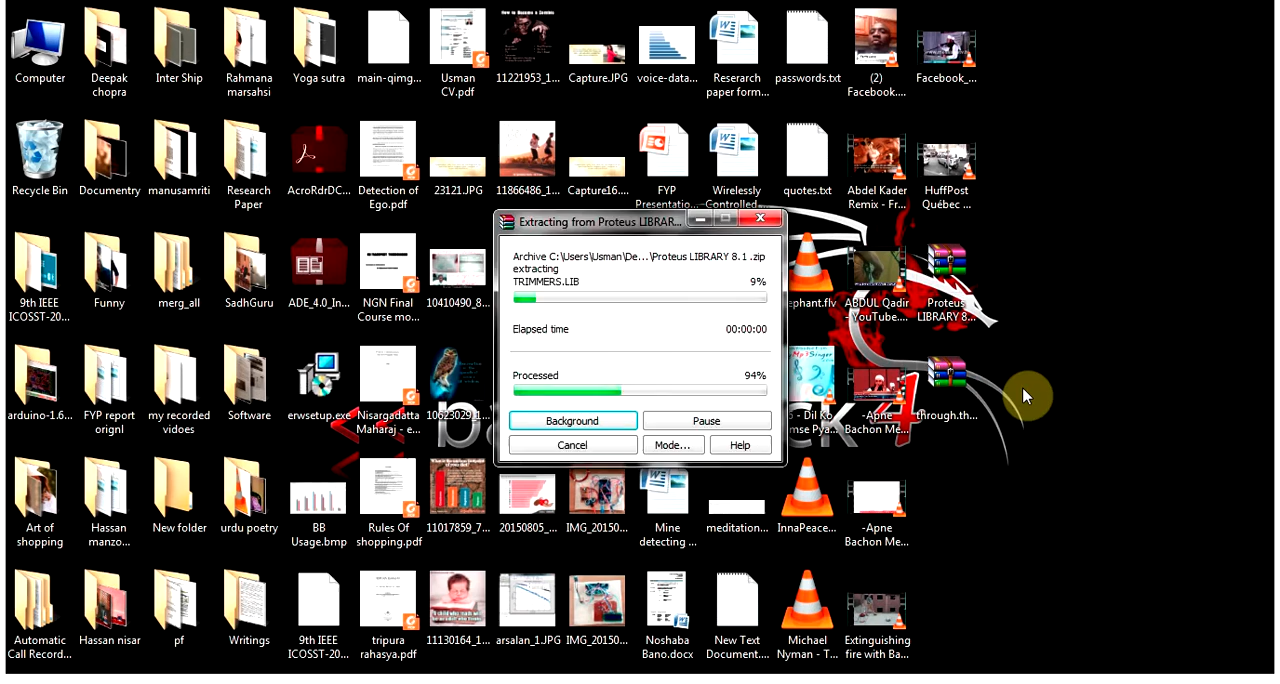 Computer
Deepak
chopra
Inter Ship
Rahmana
marsahsi
Yoga sutra
main-qimg...
Usman
CV.pdf
11221953_1...
Capture.JPG
voice-data...
Reserarch
paper form...
passwords.txt
(2)
Facebook....
Facebook_...
Recycle Bin
Documentry
manusamriti
Research
Paper
AcroRdrDC...
Detection of
Ego.pdf
23121.JPG
11866486_1...
Capture16....
FYP
Presentatio...
Wirelessly
Controlled...
quotes.txt
Abdel Kader
Remix - Fr...
HuffPost
Québec ...
9th IEEE
ICOSST-20...
Funny
merg_all
SadhGuru
ADE_4.0_In...
NGN Final
Course mo...
10410490_8...
Extracting from Proteus LIBRAR...
Archive C:\Users\Usman\De...\Proteus LIBRARY 8.1 .zip
extracting
TRIMMERS.LIB 9%
Elapsed time 00:00:00
Processed 94%
Background
Pause
Cancel
Mode...
Help
ephant.flv
ABDUL Qadir
- YouTube....
Proteus
LIBRARY 8...
arduino-1.6...
FYP report
orignl
my recorded
vidoes
Software
erwsetup.exe
Nisargadatta
Maharaj - e...
10623029_1...
- Dil Ko
mse Pya...
-Apne
Bachon Me...
through.th...
Art of
shopping
Hassan
manzo...
New folder
urdu poetry
BB
Usage.bmp
Rules Of
shopping.pdf
11017859_7...
20150805_...
IMG_20150...
Mine
detecting ...
meditation...
InnaPeace...
-Apne
Bachon Me...
Automatic
Call Record...
Hassan nisar
pf
Writings
9th IEEE
ICOSST-20...
tripura
rahasya.pdf
11130164_1...
arsalan_1.JPG
IMG_20150...
Noshaba
Bano.docx
New Text
Document....
Michael
Nyman - T...
Extinguishing
fire with Ba...